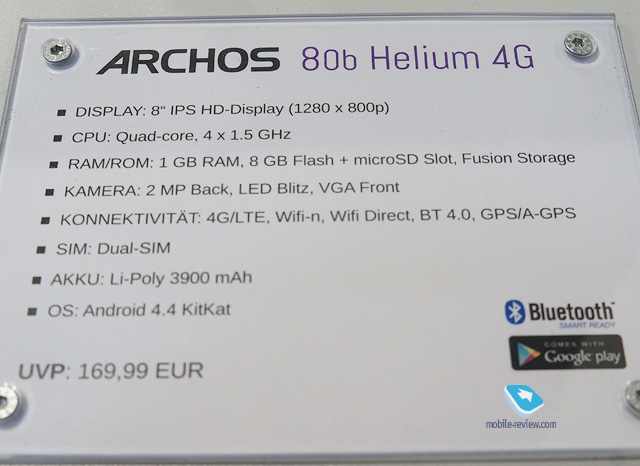 ARCHOS 80b Helium 4G
■ DISPLAY: 8“ IPS HD-Display (1280 x 800p)
■ CPU: Quad-core, 4 x 1.5 GHz
■ RAM/ROM: 1 GB RAM, 8 GB Flash + microSD Slot, Fusion Storage
■ KAMERA: 2 MP Back, LED Blitz, VGA Front
■ KONNEKTIVITÄT: 4G/LTE, Wifi-n, Wifi Direct, BT 4.0, GPS/A-GPS
■ SIM: Dual-SIM
■ AKKU: Li-Poly 3900 mAh
■ OS: Android 4.4 KitKat
Bluetooth™
SMART READY
COMES WITH
Google play
UVP: 169,99 EUR
mobile-review.com